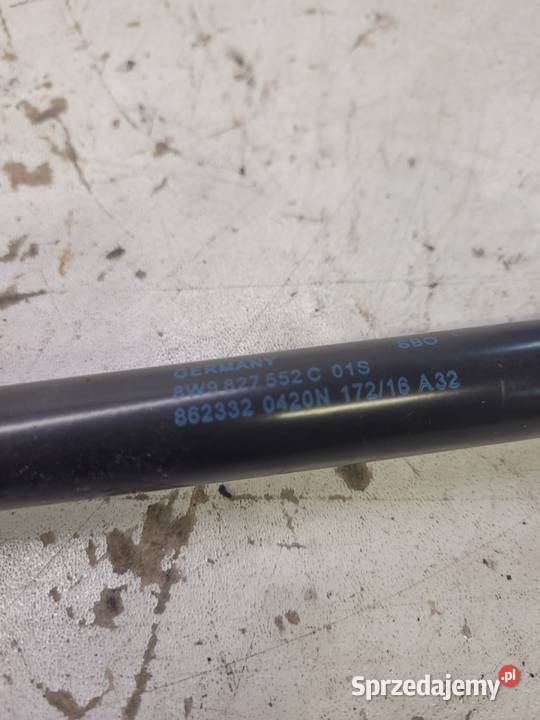 GERMANY
8W9 827 552 C 01S SBO
862332 0420N 172/16 A32
Sprzedajemy.pl